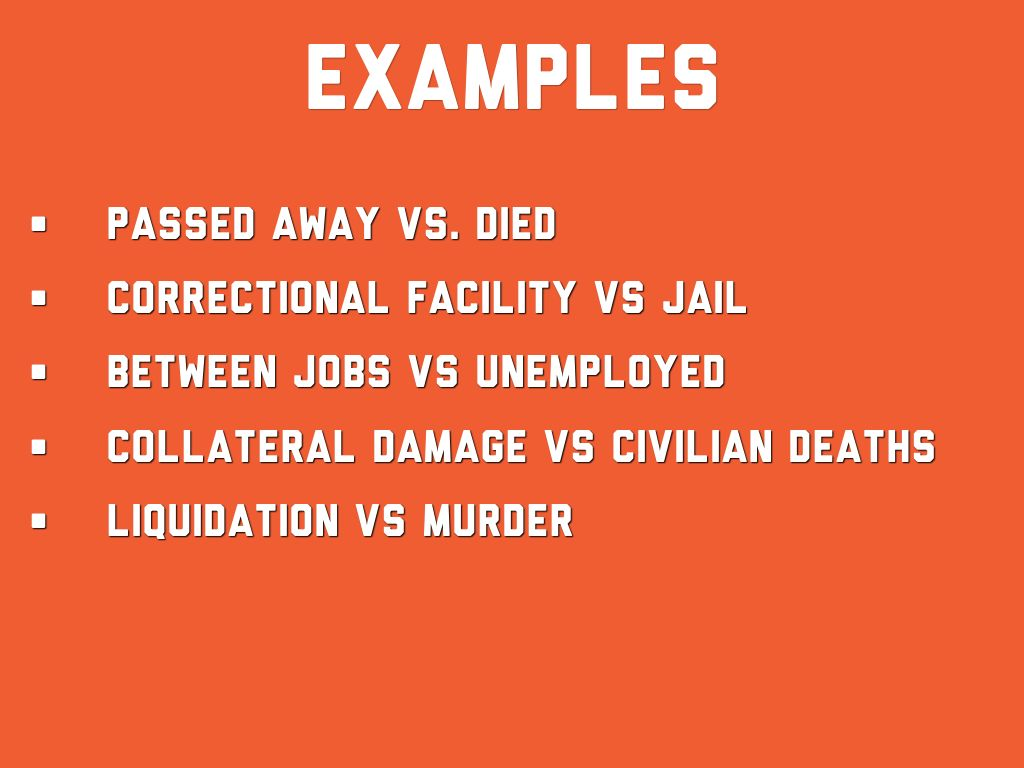 EXAMPLES
▪ PASSED AWAY VS. DIED
▪ CORRECTIONAL FACILITY VS JAIL
▪ BETWEEN JOBS VS UNEMPLOYED
▪ COLLATERAL DAMAGE VS CIVILIAN DEATHS
▪ LIQUIDATION VS MURDER